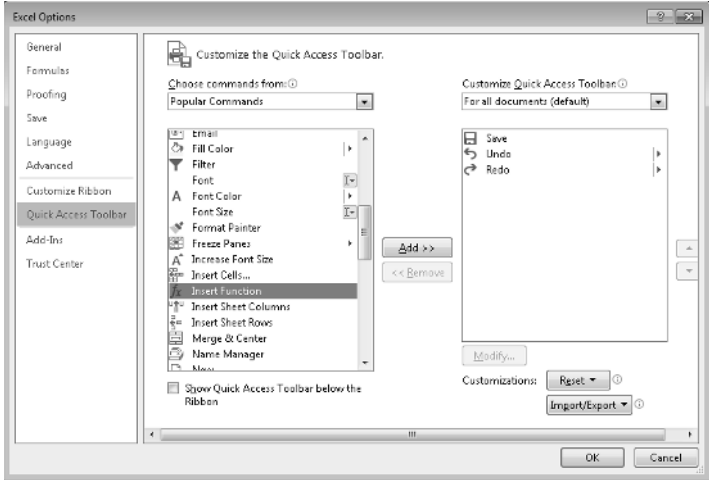 Excel Options
General
Formulas
Proofing
Save
Language
Advanced
Customize Ribbon
Quick Access Toolbar
Add-Ins
Trust Center
Customize the Quick Access Toolbar.
Choose commands from:
Popular Commands
Email
Fill Color
Filter
Font
Font Color
Font Size
Format Painter
Freeze Panes
Increase Font Size
Insert Cells...
Insert Function
Insert Sheet Columns
Insert Sheet Rows
Merge & Center
Name Manager
New
Show Quick Access Toolbar below the
Ribbon
Add >>
<< Remove
Customize Quick Access Toolbar:
For all documents (default)
Save
Undo
Redo
Modify...
Customizations:
Reset
Import/Export
OK
Cancel